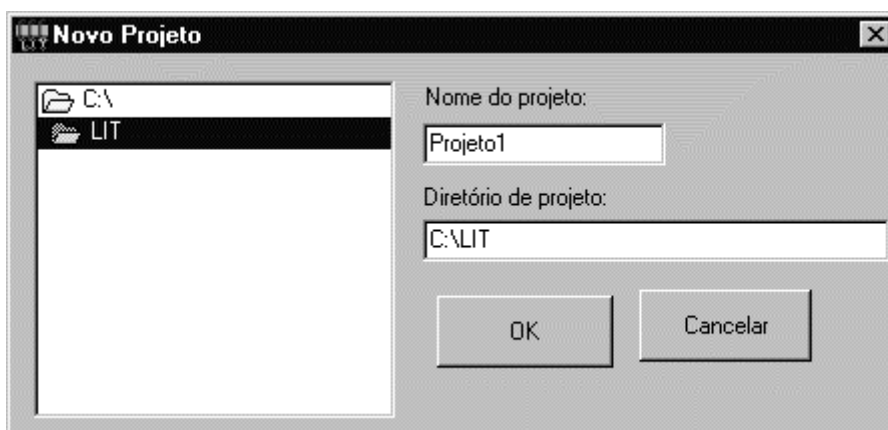 Novo Projeto
C:\
LIT
Nome do projeto:
Projeto1
Diretório de projeto:
C:\LIT
OK
Cancelar